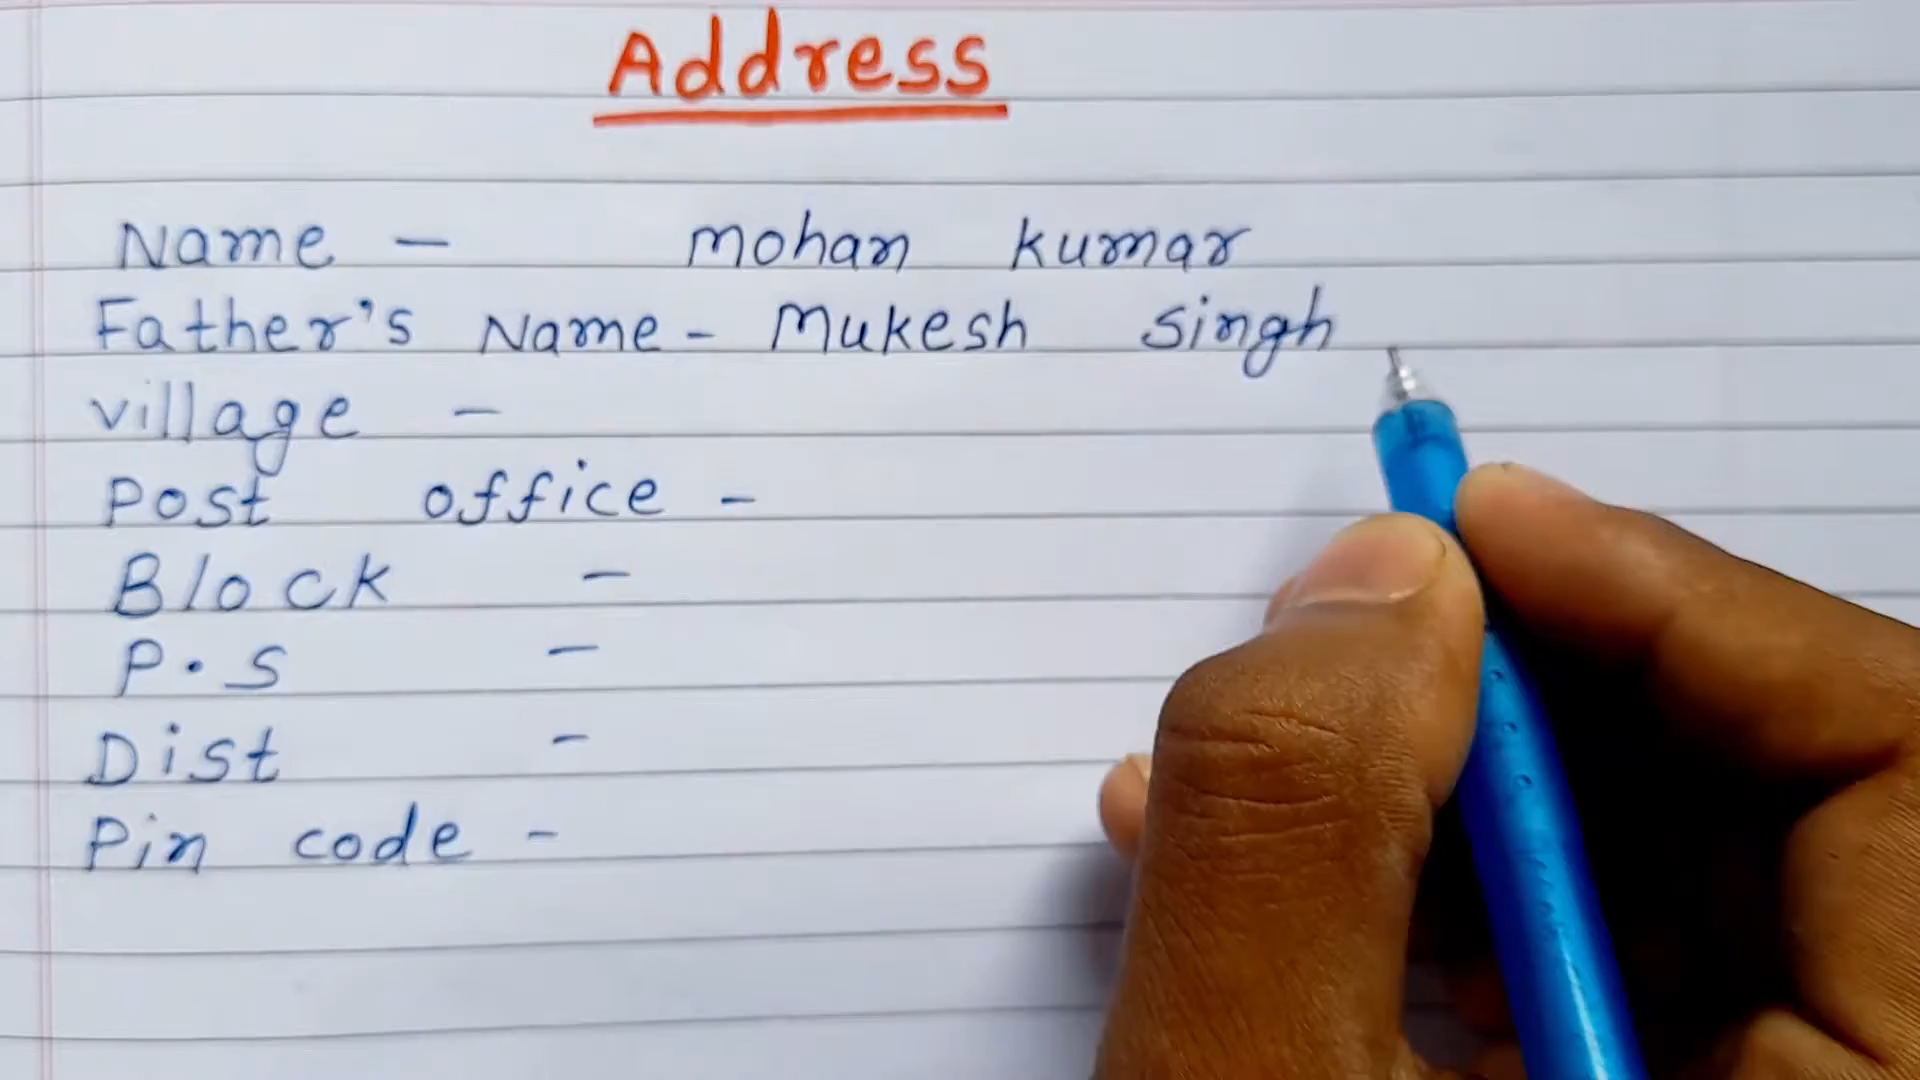 Address
Name - Mohan Kumar
Father's Name - Mukesh Singh
Village -
Post office -
Block -
P.S -
Dist -
Pin code -